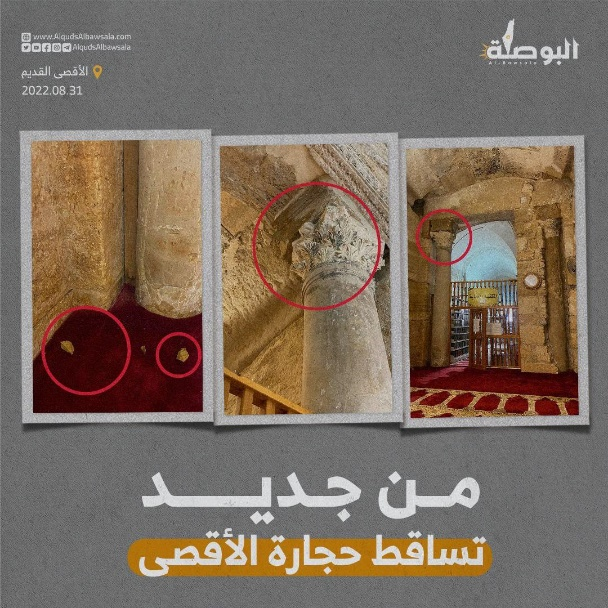 www.AlqudsAlbawsala.com
AlqudsAlbawsala
الأقصى القديم
2022.08.31
البوصلة
Al-Bawsala
من جديد
تساقط حجارة الأقصى